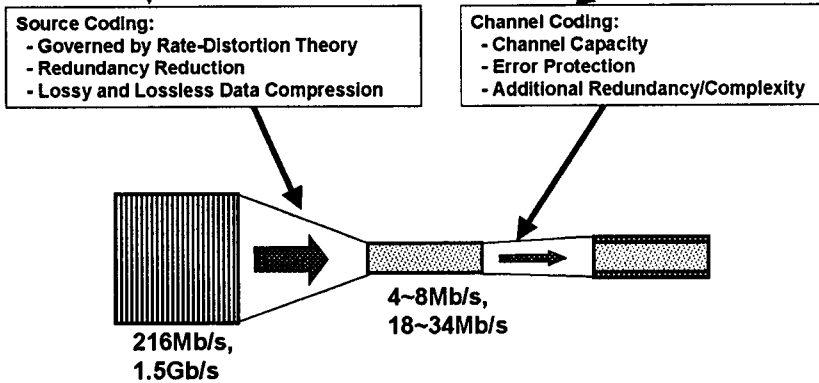 Source Coding:
- Governed by Rate-Distortion Theory
- Redundancy Reduction
- Lossy and Lossless Data Compression
Channel Coding:
- Channel Capacity
- Error Protection
- Additional Redundancy/Complexity
4~8Mb/s,
18~34Mb/s
216Mb/s,
1.5Gb/s